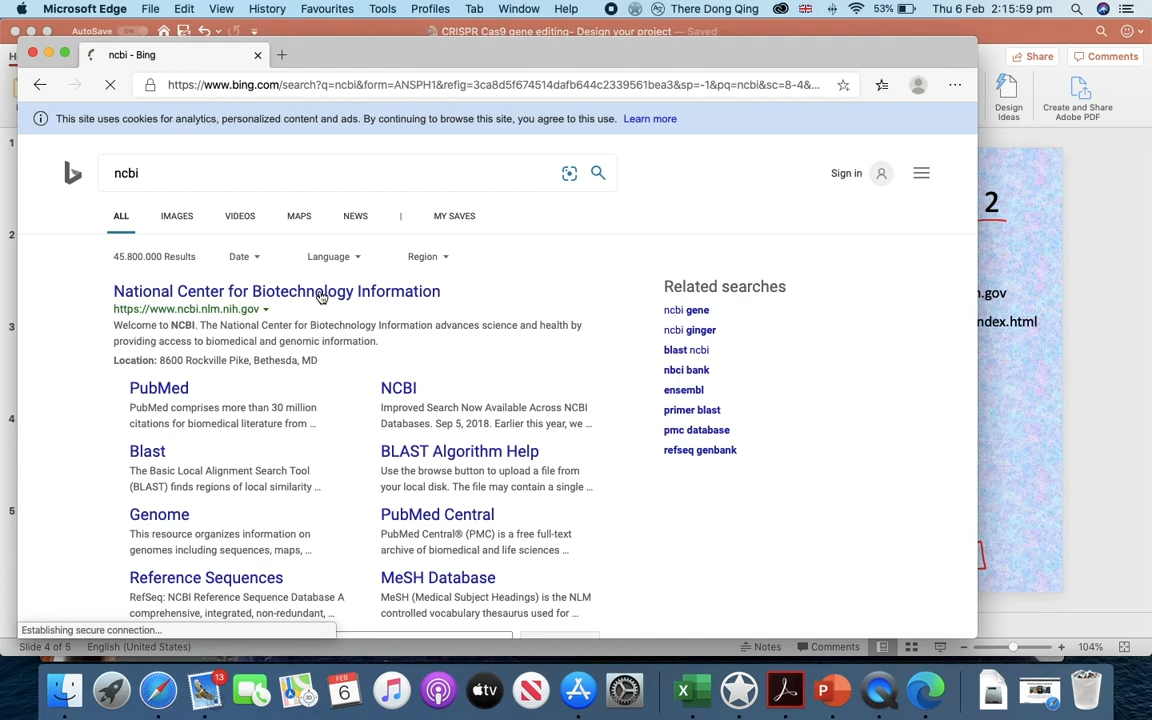 Microsoft Edge File Edit View History Favourites Tools Profiles Tab Window Help There Dong Qing 53% Thu 6 Feb 2:15:59 pm
AutoSave CRISPR Cas9 gene editing- Design your project — Saved
ncbi - Bing
Share Comments
https://www.bing.com/search?q=ncbi&form=ANSPH1&refig=3ca8d5f674514dafb644c2339561bea3&sp=-1&pq=ncbi&sc=8-4&...
Design Ideas
Create and Share Adobe PDF
This site uses cookies for analytics, personalized content and ads. By continuing to browse this site, you agree to this use. Learn more
1
ncbi
Sign in
2
ALL IMAGES VIDEOS MAPS NEWS | MY SAVES
2
45.800.000 Results Date Language Region
National Center for Biotechnology Information
Related searches
.gov
https://www.ncbi.nlm.nih.gov
ncbi gene
ndex.html
Welcome to NCBI. The National Center for Biotechnology Information advances science and health by
providing access to biomedical and genomic information.
ncbi ginger
3
Location: 8600 Rockville Pike, Bethesda, MD
blast ncbi
nbci bank
PubMed
NCBI
ensembl
PubMed comprises more than 30 million
citations for biomedical literature from ...
Improved Search Now Available Across NCBI
Databases. Sep 5, 2018. Earlier this year, we ...
primer blast
4
pmc database
Blast
BLAST Algorithm Help
refseq genbank
The Basic Local Alignment Search Tool
(BLAST) finds regions of local similarity ...
Use the browse button to upload a file from
your local disk. The file may contain a single ...
5
Genome
PubMed Central
This resource organizes information on
genomes including sequences, maps, ...
PubMed Central® (PMC) is a free full-text
archive of biomedical and life sciences ...
Reference Sequences
MeSH Database
RefSeq: NCBI Reference Sequence Database A
comprehensive, integrated, non-redundant, ...
MeSH (Medical Subject Headings) is the NLM
controlled vocabulary thesaurus used for ...
Establishing secure connection...
Slide 4 of 5 English (United States) Notes Comments 104%
13
FEB
6
tv